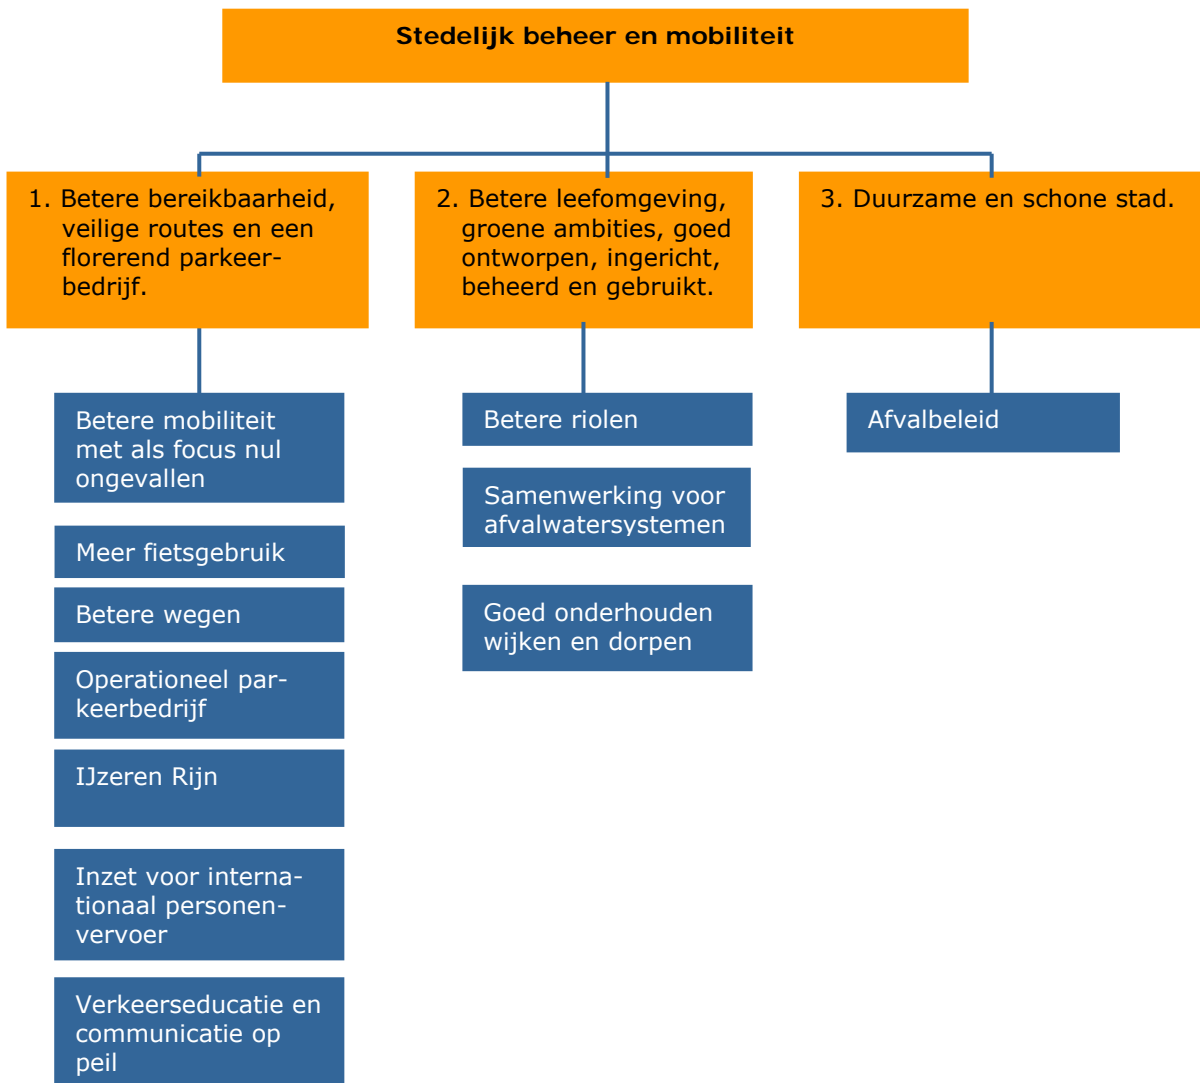 Stedelijk beheer en mobiliteit
1. Betere bereikbaarheid,
veilige routes en een
florerend parkeer-
bedrijf.
2. Betere leefomgeving,
groene ambities, goed
ontworpen, ingericht,
beheerd en gebruikt.
3. Duurzame en schone stad.
Betere mobiliteit
met als focus nul
ongevallen
Meer fietsgebruik
Betere wegen
Operationeel par-
keerbedrijf
IJzeren Rijn
Inzet voor interna-
tionaal personen-
vervoer
Verkeerseducatie en
communicatie op
peil
Betere riolen
Samenwerking voor
afvalwatersystemen
Goed onderhouden
wijken en dorpen
Afvalbeleid